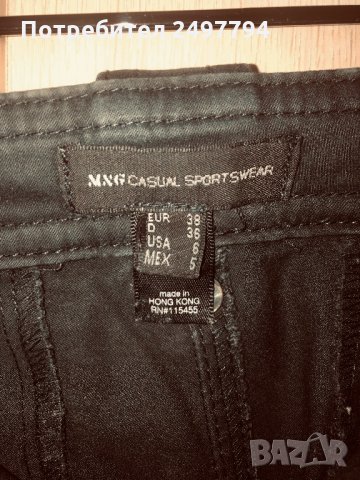 Потребител 2497794
MNG CASUAL SPORTSWEAR
EUR 38
D 36
USA 6
MEX 5
made in
HONG KONG
RN#115455
BAZAR